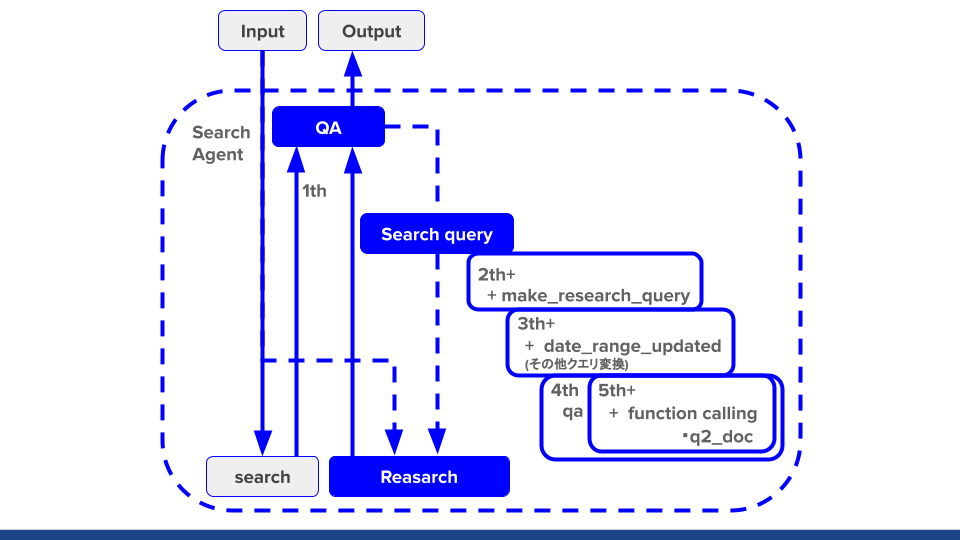 Input
Output
Search
Agent
QA
1th
Search query
2th+
+ make_research_query
3th+
+ date_range_updated
(その他クエリ変換)
4th
qa
5th+
+ function calling
・q2_doc
search
Reasarch